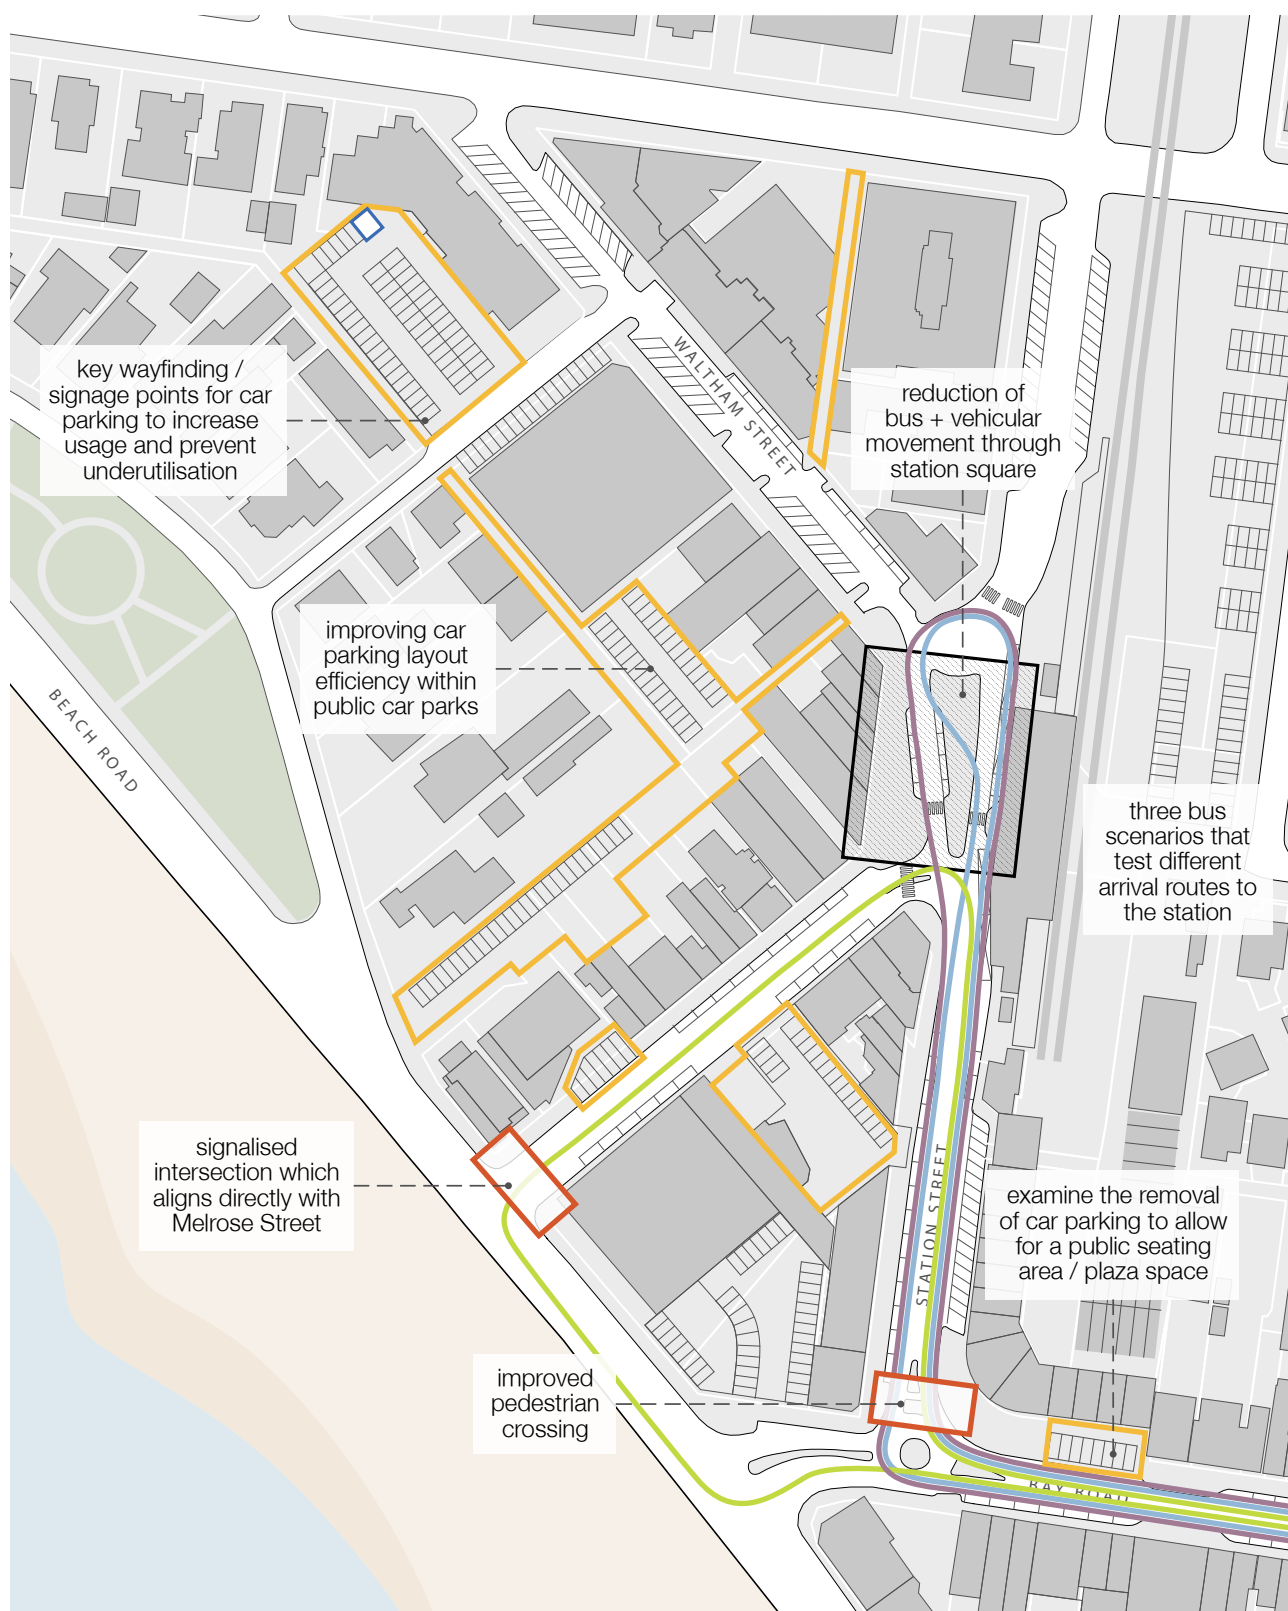 key wayfinding /
signage points for car
parking to increase
usage and prevent
underutilisation
WALTHAM STREET
reduction of
bus + vehicular
movement through
station square
improving car
parking layout
efficiency within
public car parks
BEACH ROAD
three bus
scenarios that
test different
arrival routes to
the station
signalised
intersection which
aligns directly with
Melrose Street
STATION STREET
examine the removal
of car parking to allow
for a public seating
area / plaza space
improved
pedestrian
crossing
BAY ROAD